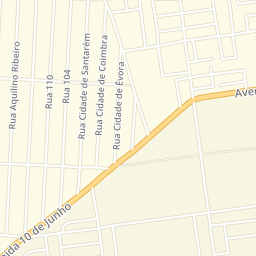 Rua Aquilino Ribeiro
Rua 110
Rua 104
Rua Cidade de Santarém
Rua Cidade de Coimbra
Rua Cidade de Évora
Aven
nida 10 de Junho